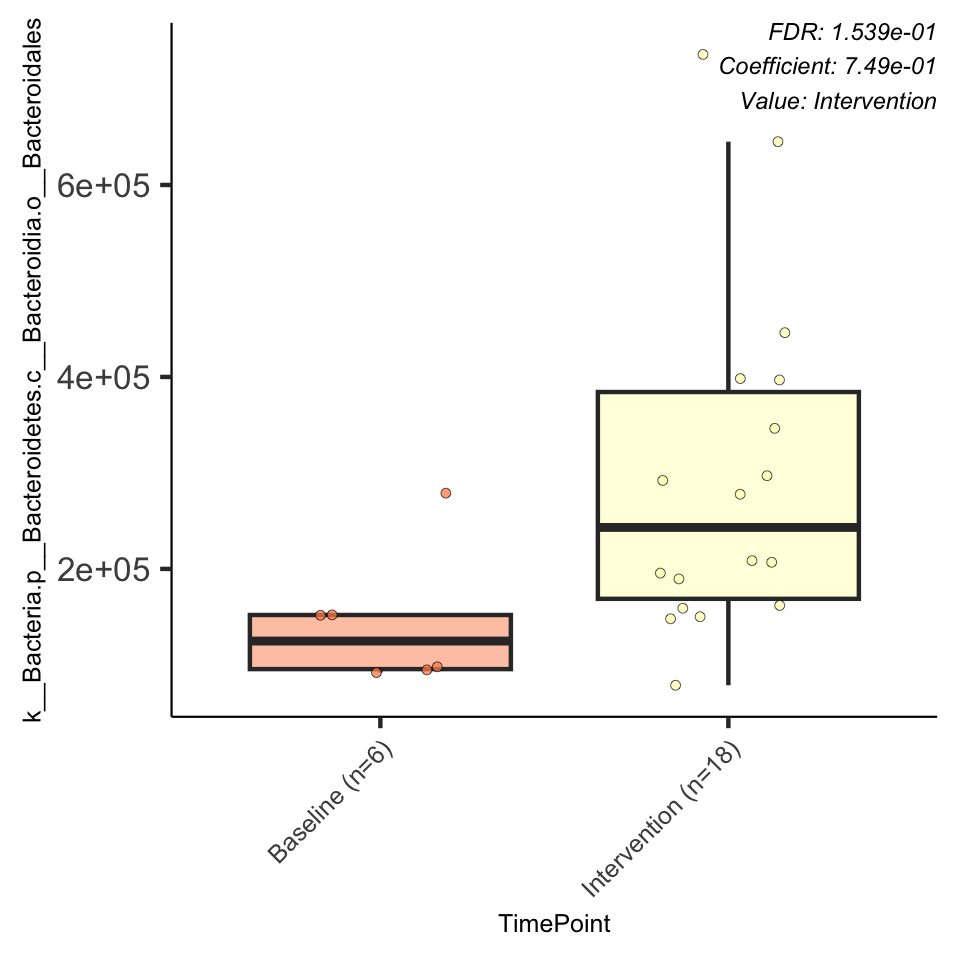 FDR: 1.539e-01
Coefficient: 7.49e-01
Value: Intervention
k__Bacteria.p__Bacteroidetes.c__Bacteroidia.o__Bacteroidales
6e+05
4e+05
2e+05
Baseline (n=6)
Intervention (n=18)
TimePoint